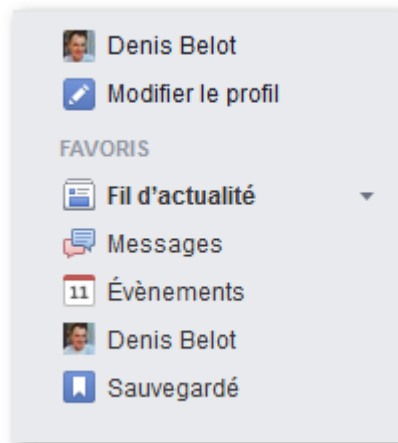 Denis Belot
Modifier le profil
FAVORIS
Fil d'actualité
Messages
11 Évènements
Denis Belot
Sauvegardé